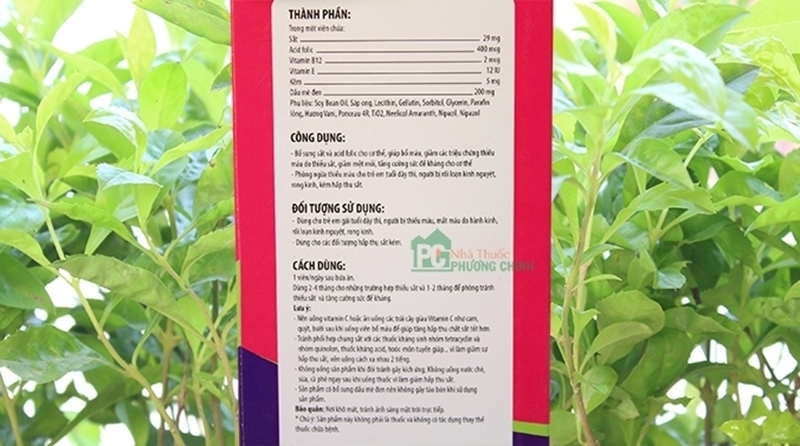 THÀNH PHẦN:
Trong một viên chứa:
Sắt 29 mg
Acid folic 400 mcg
Vitamin B12 2 mcg
Vitamin E 12 IU
Kẽm 5 mg
Dầu mè đen 200 mg
Phụ liệu: Soy Bean Oil, Sáp ong, Lecithin, Gellatin, Sorbitol, Glycerin, Parafin
lỏng, Hương Vani, Ponceau 4R, TiO2, Neelicol Amaranth, Nipazil, Nipazol
CÔNG DỤNG:
- Bổ sung sắt và acid folic cho cơ thể, giúp bổ máu, giảm các triệu chứng thiếu
máu do thiếu sắt, giảm mệt mỏi, tăng cường sức đề kháng cho cơ thể
- Phòng ngừa thiếu máu cho trẻ em tuổi dậy thì, người bị rối loạn kinh nguyệt,
rong kinh, kém hấp thu sắt.
ĐỐI TƯỢNG SỬ DỤNG:
- Dùng cho trẻ em gái tuổi dậy thì, người bị thiếu máu, mất máu do hành kinh,
rối loạn kinh nguyệt, rong kinh.
- Dùng cho các đối tượng hấp thu sắt kém.
PC Nhà Thuốc
PHƯƠNG CHÍNH
CÁCH DÙNG:
1 viên/ngày sau bữa ăn.
Dùng 2-4 tháng cho những trường hợp thiếu sắt và 1-2 tháng để phòng tránh
thiếu sắt và tăng cường sức đề kháng.
Lưu ý:
- Nên uống vitamin C hoặc ăn uống các trái cây giàu Vitamin C như cam,
quýt, bưởi sau khi uống viên bổ máu để giúp tăng hấp thu chất sắt tốt hơn.
- Tránh phối hợp chung sắt với các thuốc kháng sinh nhóm tetracyclin và
nhóm quinolon, thuốc kháng acid, hoóc môn tuyến giáp... vì làm giảm sự
hấp thu sắt, nên uống cách xa nhau 2 tiếng.
- Không uống sản phẩm khi đói tránh gây kích ứng. Không uống nước chè,
sữa, cà phê ngay sau khi uống thuốc vì làm giảm hấp thu sắt.
- Sản phẩm có bổ sung dầu mè đen nên không gây táo bón khi sử dụng.
Bảo quản: Nơi khô mát, tránh ánh sáng mặt trời trực tiếp.
* Chú ý: Sản phẩm này không phải là thuốc và không có tác dụng thay thế
thuốc chữa bệnh.